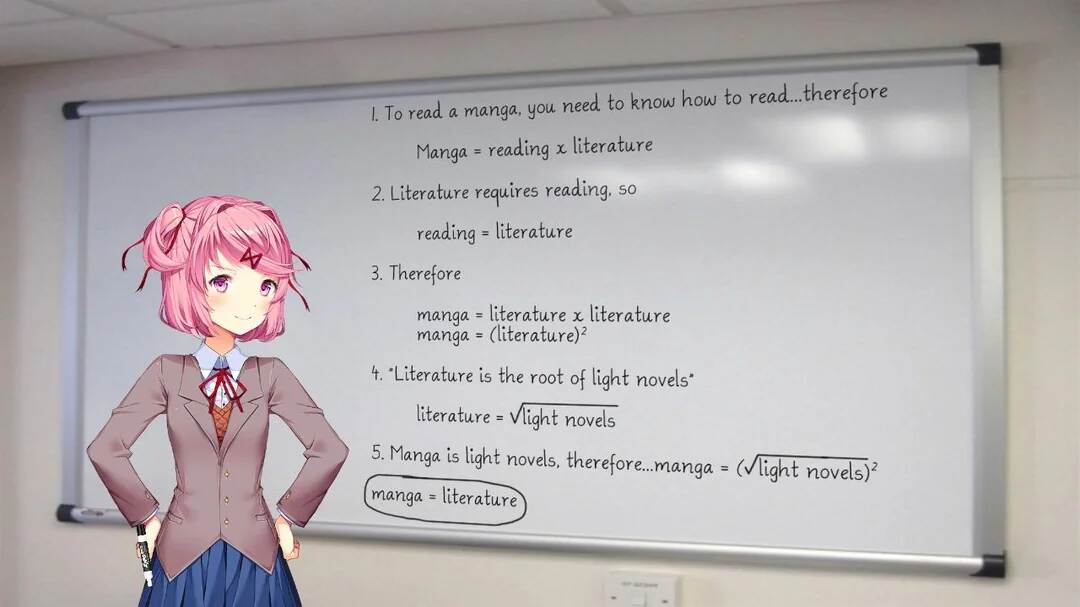 1. To read a manga, you need to know how to read...therefore
Manga = reading x literature
2. Literature requires reading, so
reading = literature
3. Therefore
manga = literature x literature
manga = (literature)²
4. "Literature is the root of light novels"
literature = √light novels
5. Manga is light novels, therefore...manga = (√light novels)²
manga = literature